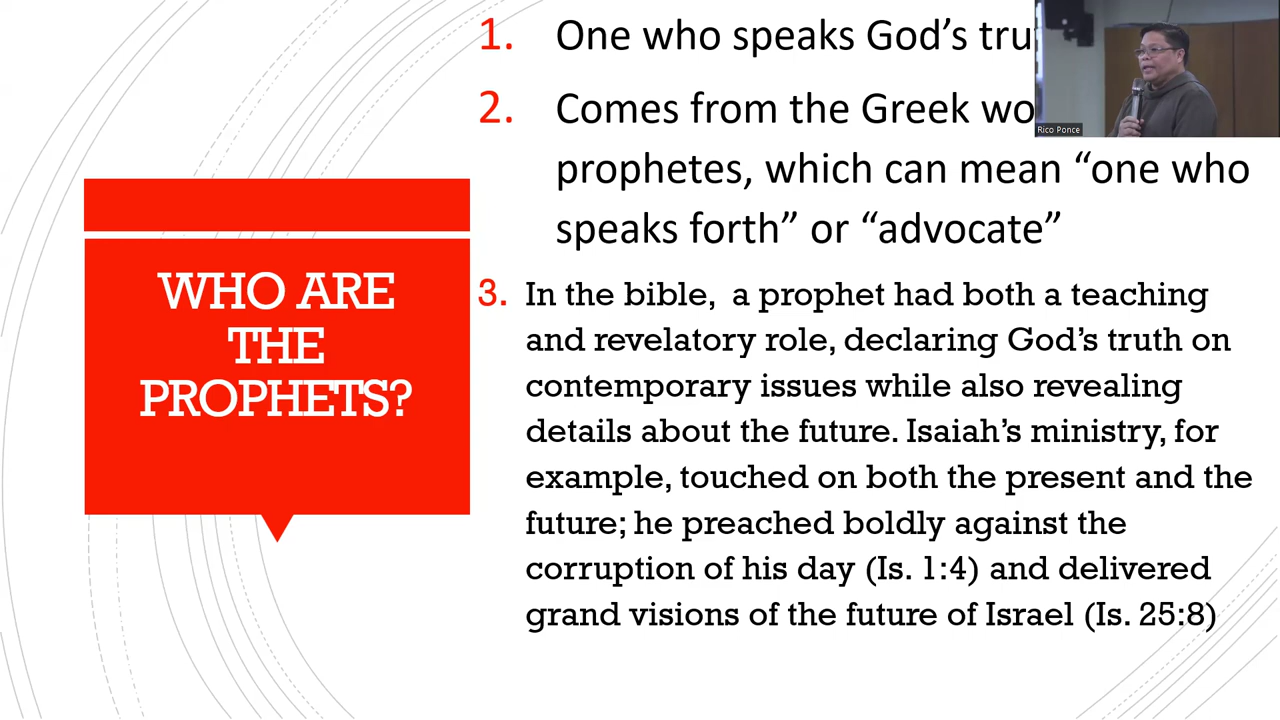 WHO ARE
THE
PROPHETS?
1. One who speaks God’s
2. Comes from the Greek
prophetes, which can mean “one who
speaks forth” or “advocate”
3. In the bible, a prophet had both a teaching
and revelatory role, declaring God’s truth on
contemporary issues while also revealing
details about the future. Isaiah’s ministry, for
example, touched on both the present and the
future; he preached boldly against the
corruption of his day (Is. 1:4) and delivered
grand visions of the future of Israel (Is. 25:8)
Rico Ponce